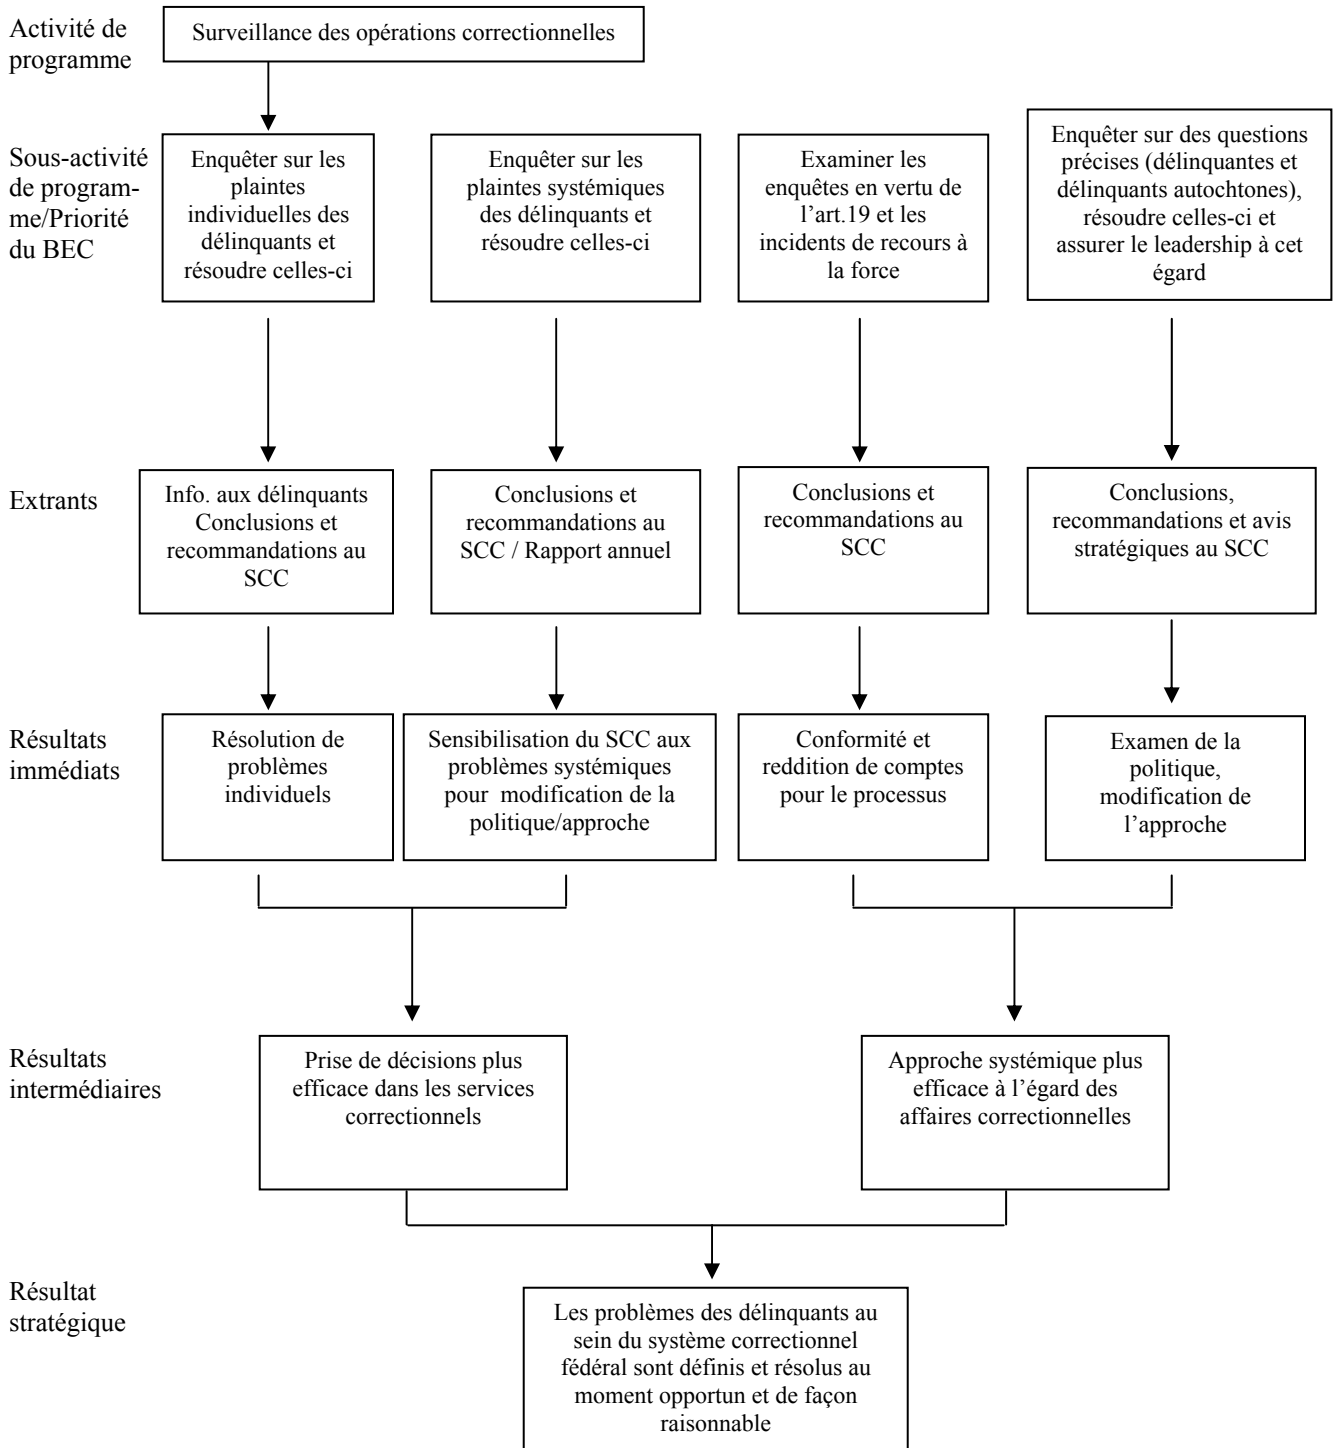 Activité de
programme
Surveillance des opérations correctionnelles
Sous-activité
de program-
me/Priorité
du BEC
Enquêter sur les
plaintes
individuelles des
délinquants et
résoudre celles-ci
Enquêter sur les
plaintes systémiques
des délinquants et
résoudre celles-ci
Examiner les
enquêtes en vertu de
l’art.19 et les
incidents de recours à
la force
Enquêter sur des questions
précises (délinquantes et
délinquants autochtones),
résoudre celles-ci et
assurer le leadership à cet
égard
Extrants
Info. aux délinquants
Conclusions et
recommandations au
SCC
Conclusions et
recommandations au
SCC / Rapport annuel
Conclusions et
recommandations au
SCC
Conclusions,
recommandations et avis
stratégiques au SCC
Résultats
immédiats
Résolution de
problèmes
individuels
Sensibilisation du SCC aux
problèmes systémiques
pour modification de la
politique/approche
Conformité et
reddition de comptes
pour le processus
Examen de la
politique,
modification de
l’approche
Résultats
intermédiaires
Prise de décisions plus
efficace dans les services
correctionnels
Approche systémique plus
efficace à l’égard des
affaires correctionnelles
Résultat
stratégique
Les problèmes des délinquants au
sein du système correctionnel
fédéral sont définis et résolus au
moment opportun et de façon
raisonnable